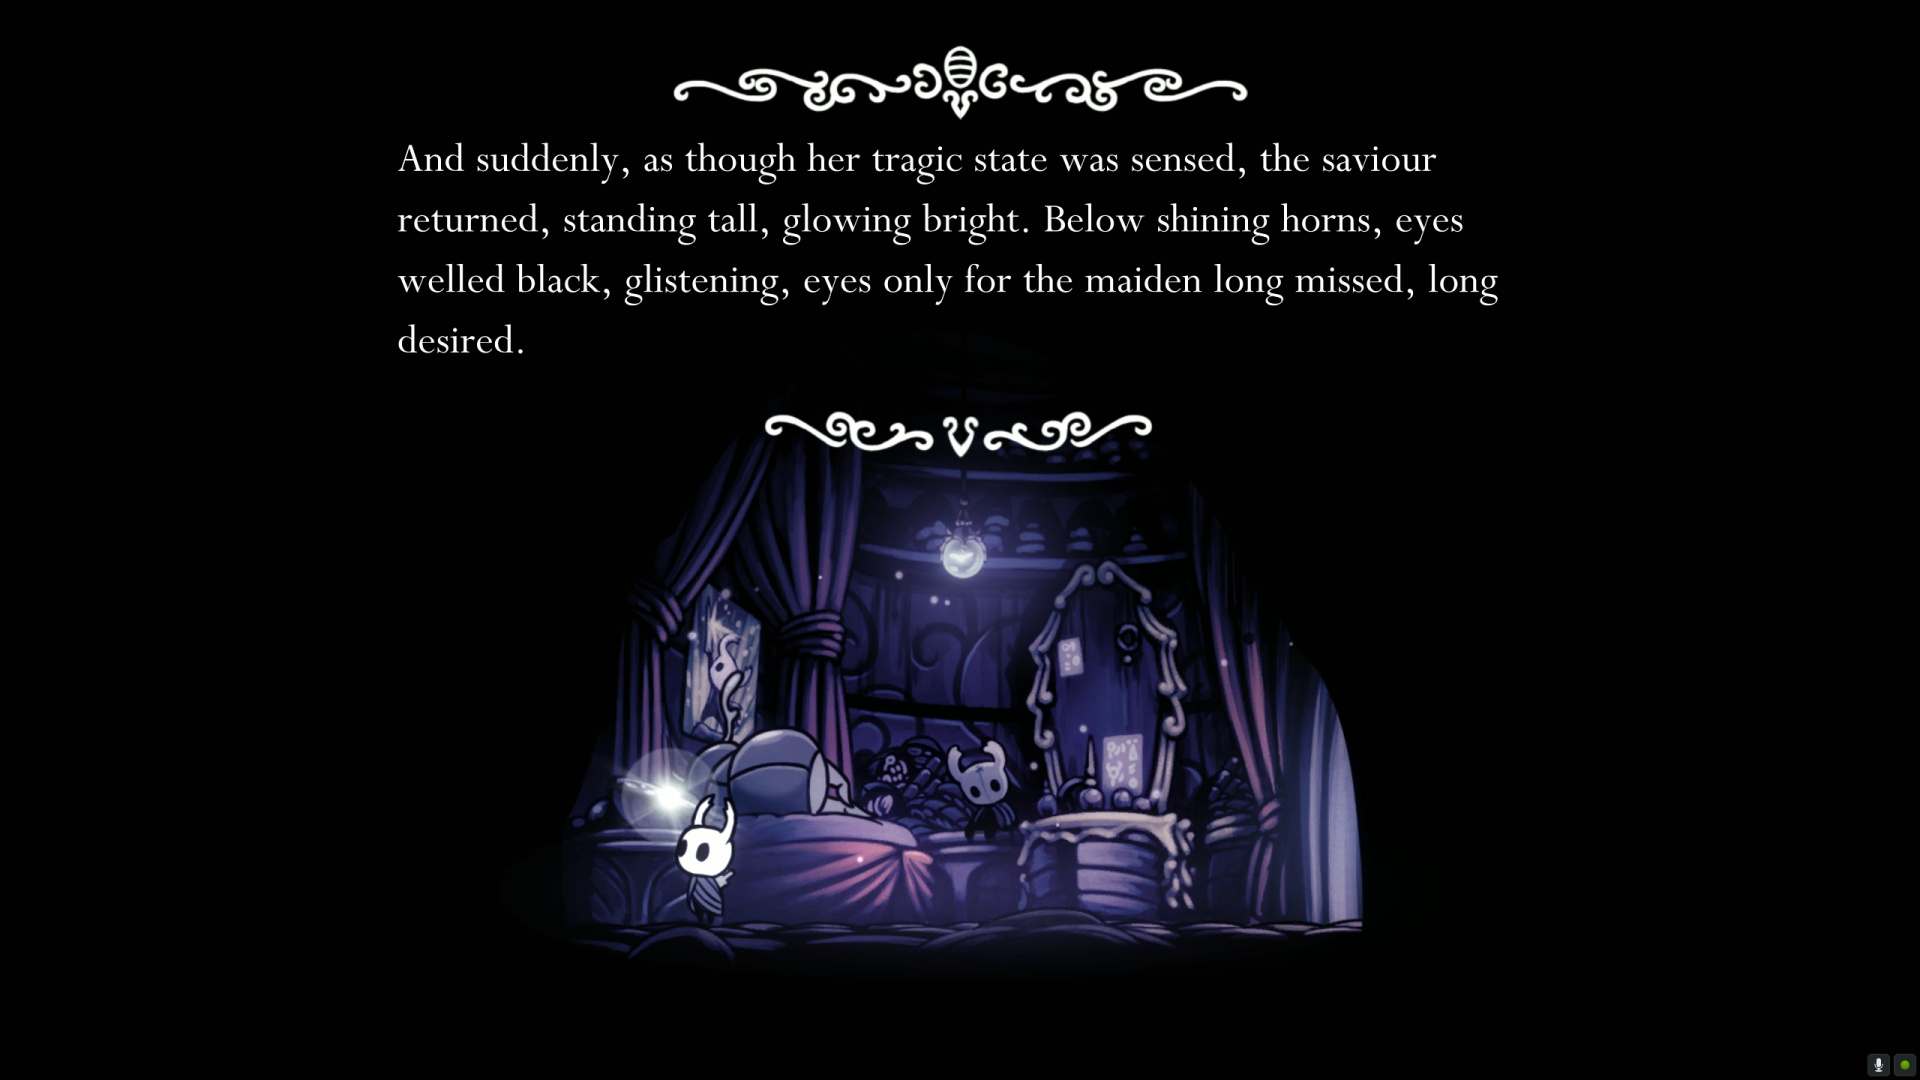 And suddenly, as though her tragic state was sensed, the saviour
returned, standing tall, glowing bright. Below shining horns, eyes
welled black, glistening, eyes only for the maiden long missed, long
desired.